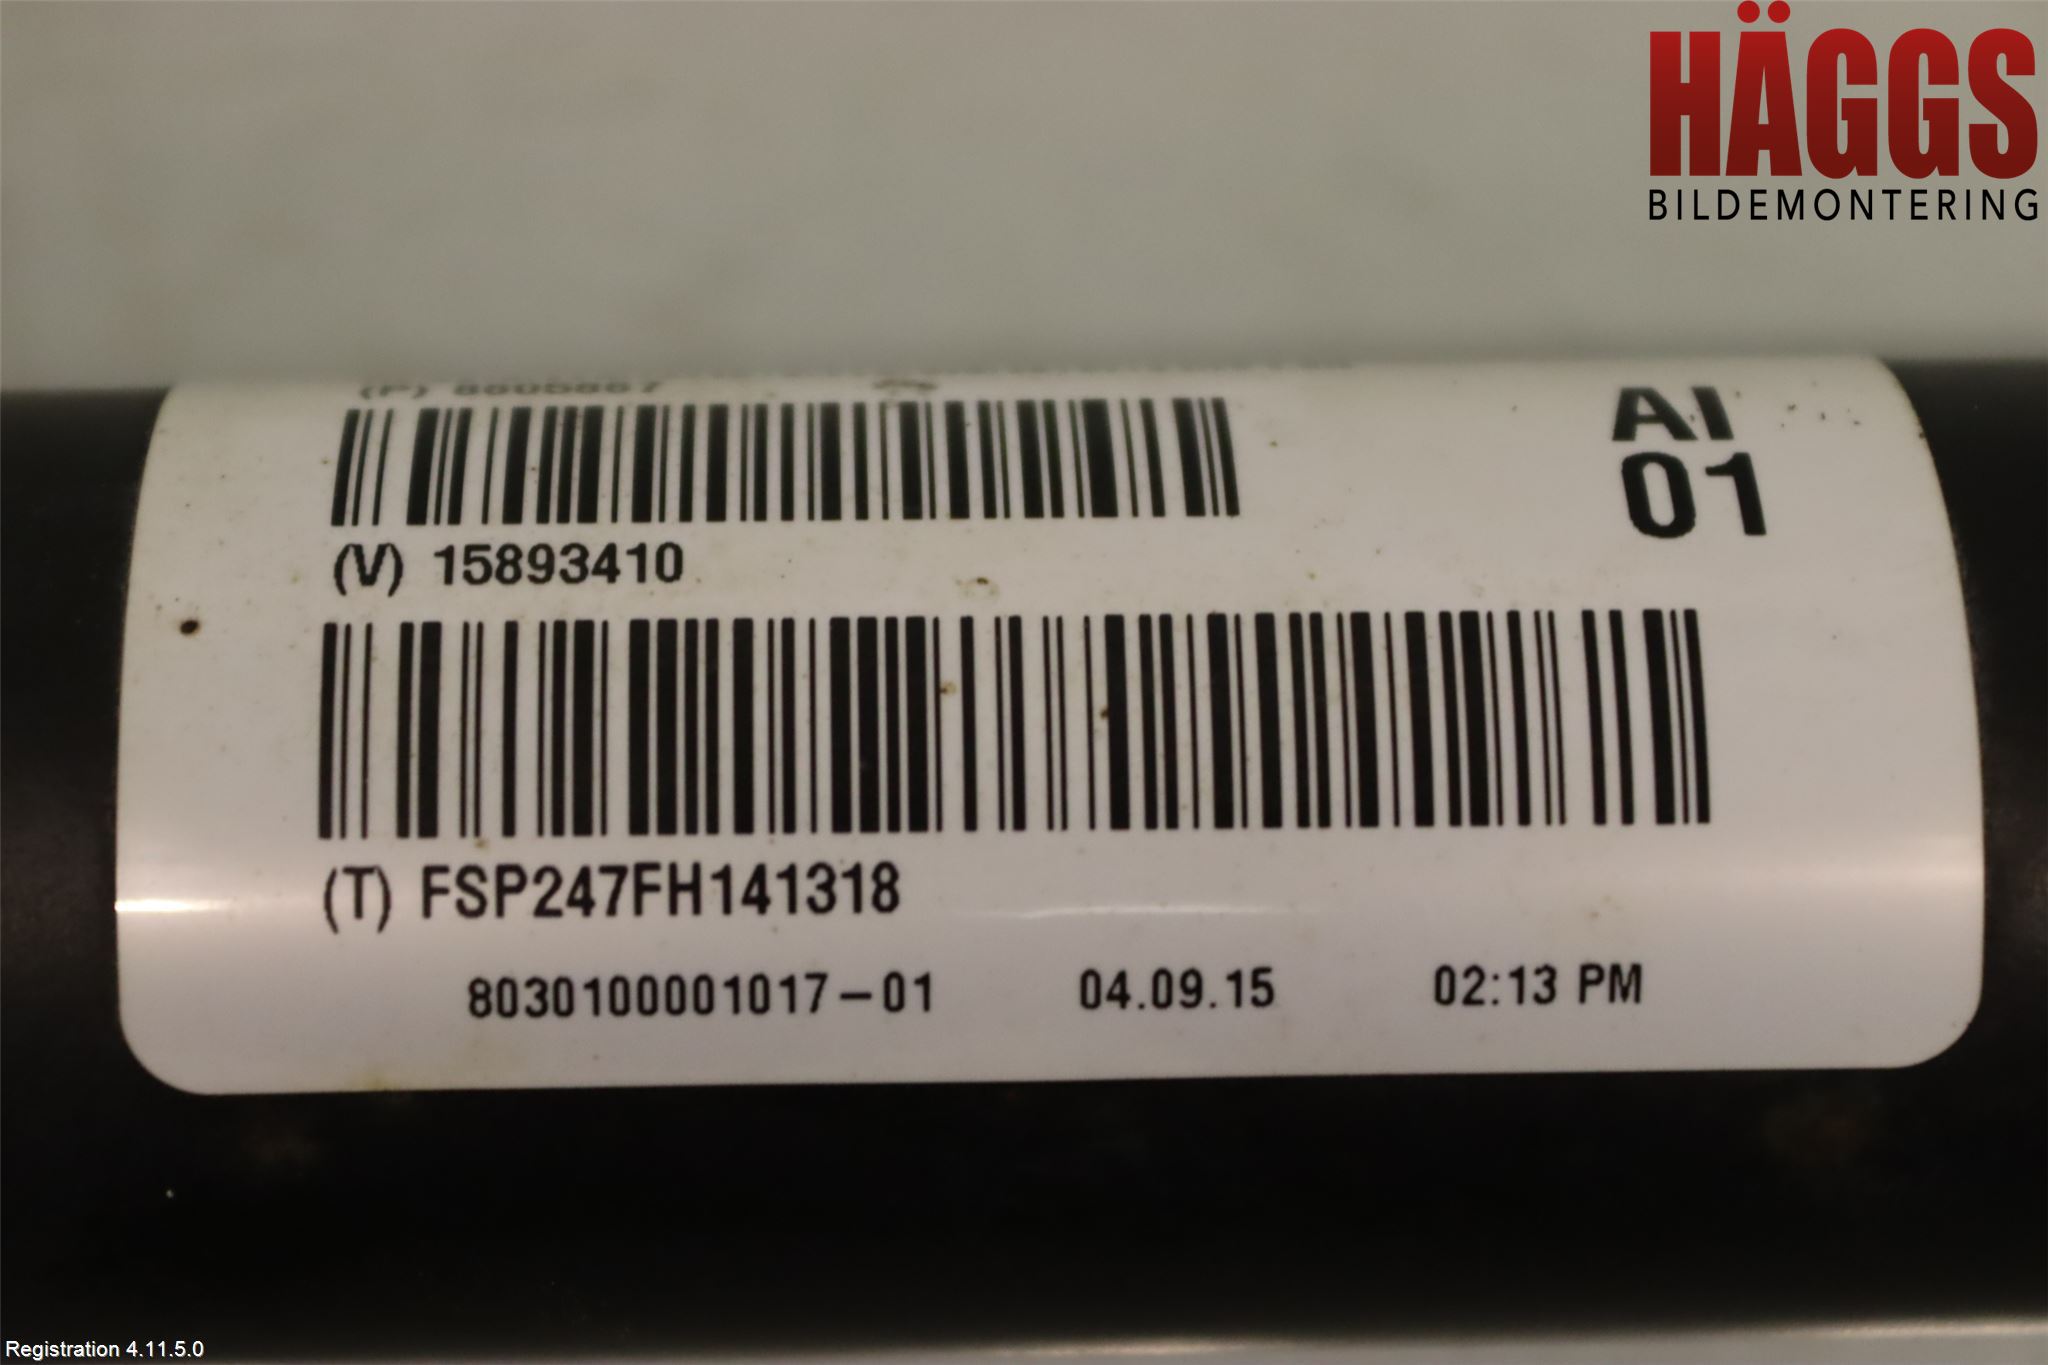 HÄGGS
BILDEMONTERING
(P) 8605867
AI
01
(V) 15893410
(T) FSP247FH141318
8030100001017-01 04.09.15 02:13 PM
Registration 4.11.5.0